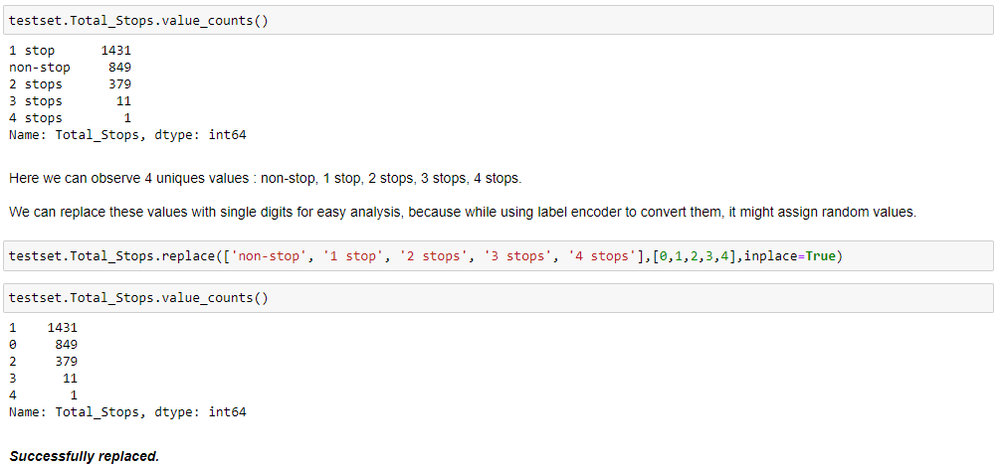 testset.Total_Stops.value_counts()
1 stop      1431
non-stop     849
2 stops      379
3 stops       11
4 stops        1
Name: Total_Stops, dtype: int64
Here we can observe 4 uniques values : non-stop, 1 stop, 2 stops, 3 stops, 4 stops.
We can replace these values with single digits for easy analysis, because while using label encoder to convert them, it might assign random values.
testset.Total_Stops.replace(['non-stop', '1 stop', '2 stops', '3 stops', '4 stops'],[0,1,2,3,4],inplace=True)
testset.Total_Stops.value_counts()
1    1431
0     849
2     379
3      11
4       1
Name: Total_Stops, dtype: int64
Successfully replaced.